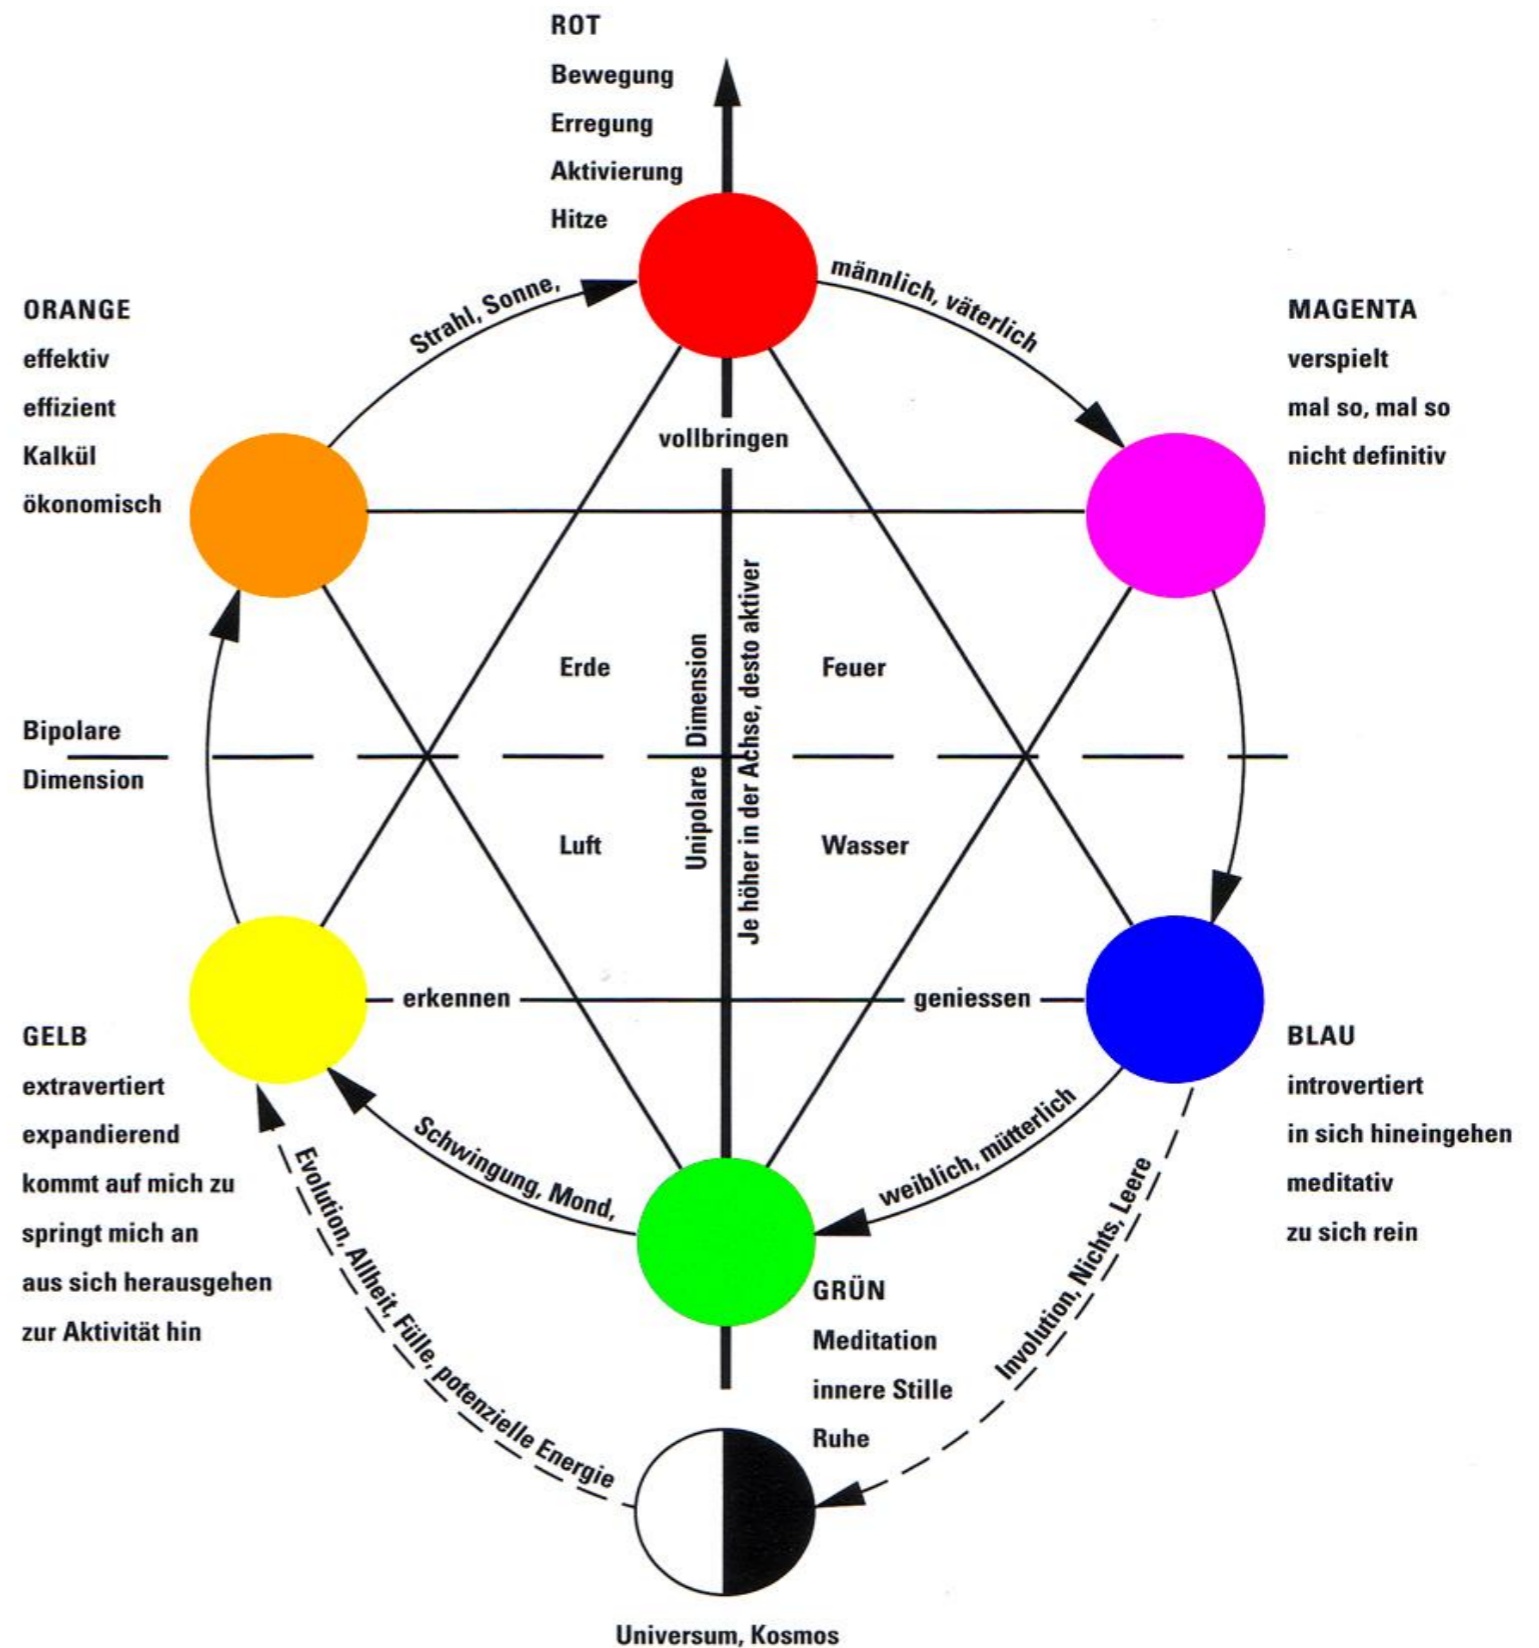 ROT
Bewegung
Erregung
Aktivierung
Hitze
Strahl, Sonne,
männlich, väterlich
ORANGE
effektiv
effizient
Kalkül
ökonomisch
MAGENTA
verspielt
mal so, mal so
nicht definitiv
vollbringen
Erde
Feuer
Unipolare Dimension
Je höher in der Achse, desto aktiver
Bipolare
Dimension
Luft
Wasser
erkennen
geniessen
GELB
extravertiert
expandierend
kommt auf mich zu
springt mich an
aus sich herausgehen
zur Aktivität hin
BLAU
introvertiert
in sich hineingehen
meditativ
zu sich rein
Schwingung, Mond,
weiblich, mütterlich
Evolution, Allheit, Fülle, potenzielle Energie
Involution, Nichts, Leere
GRÜN
Meditation
innere Stille
Ruhe
Universum, Kosmos